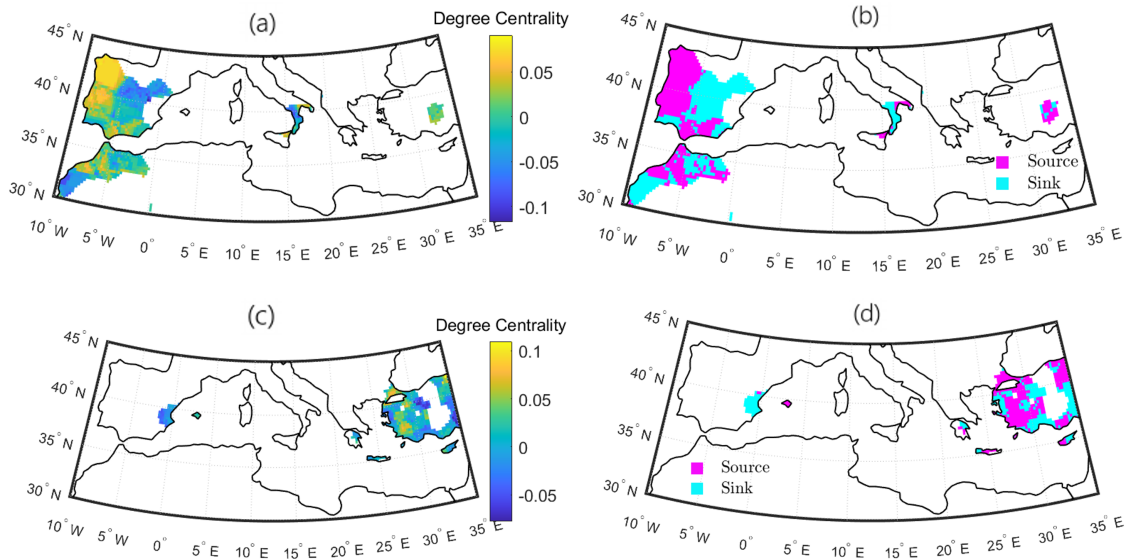 (a)
Degree Centrality
45° N
40° N
35° N
30° N
10° W
5° W
0°
5° E
10° E
15° E
20° E
25° E
30° E
35° E
0.05
0
-0.05
-0.1
(b)
45° N
40° N
35° N
30° N
10° W
5° W
0°
5° E
10° E
15° E
20° E
25° E
30° E
35° E
Source
Sink
(c)
Degree Centrality
45° N
40° N
35° N
30° N
10° W
5° W
0°
5° E
10° E
15° E
20° E
25° E
30° E
35° E
0.1
0.05
0
-0.05
(d)
45° N
40° N
35° N
30° N
10° W
5° W
0°
5° E
10° E
15° E
20° E
25° E
30° E
35° E
Source
Sink